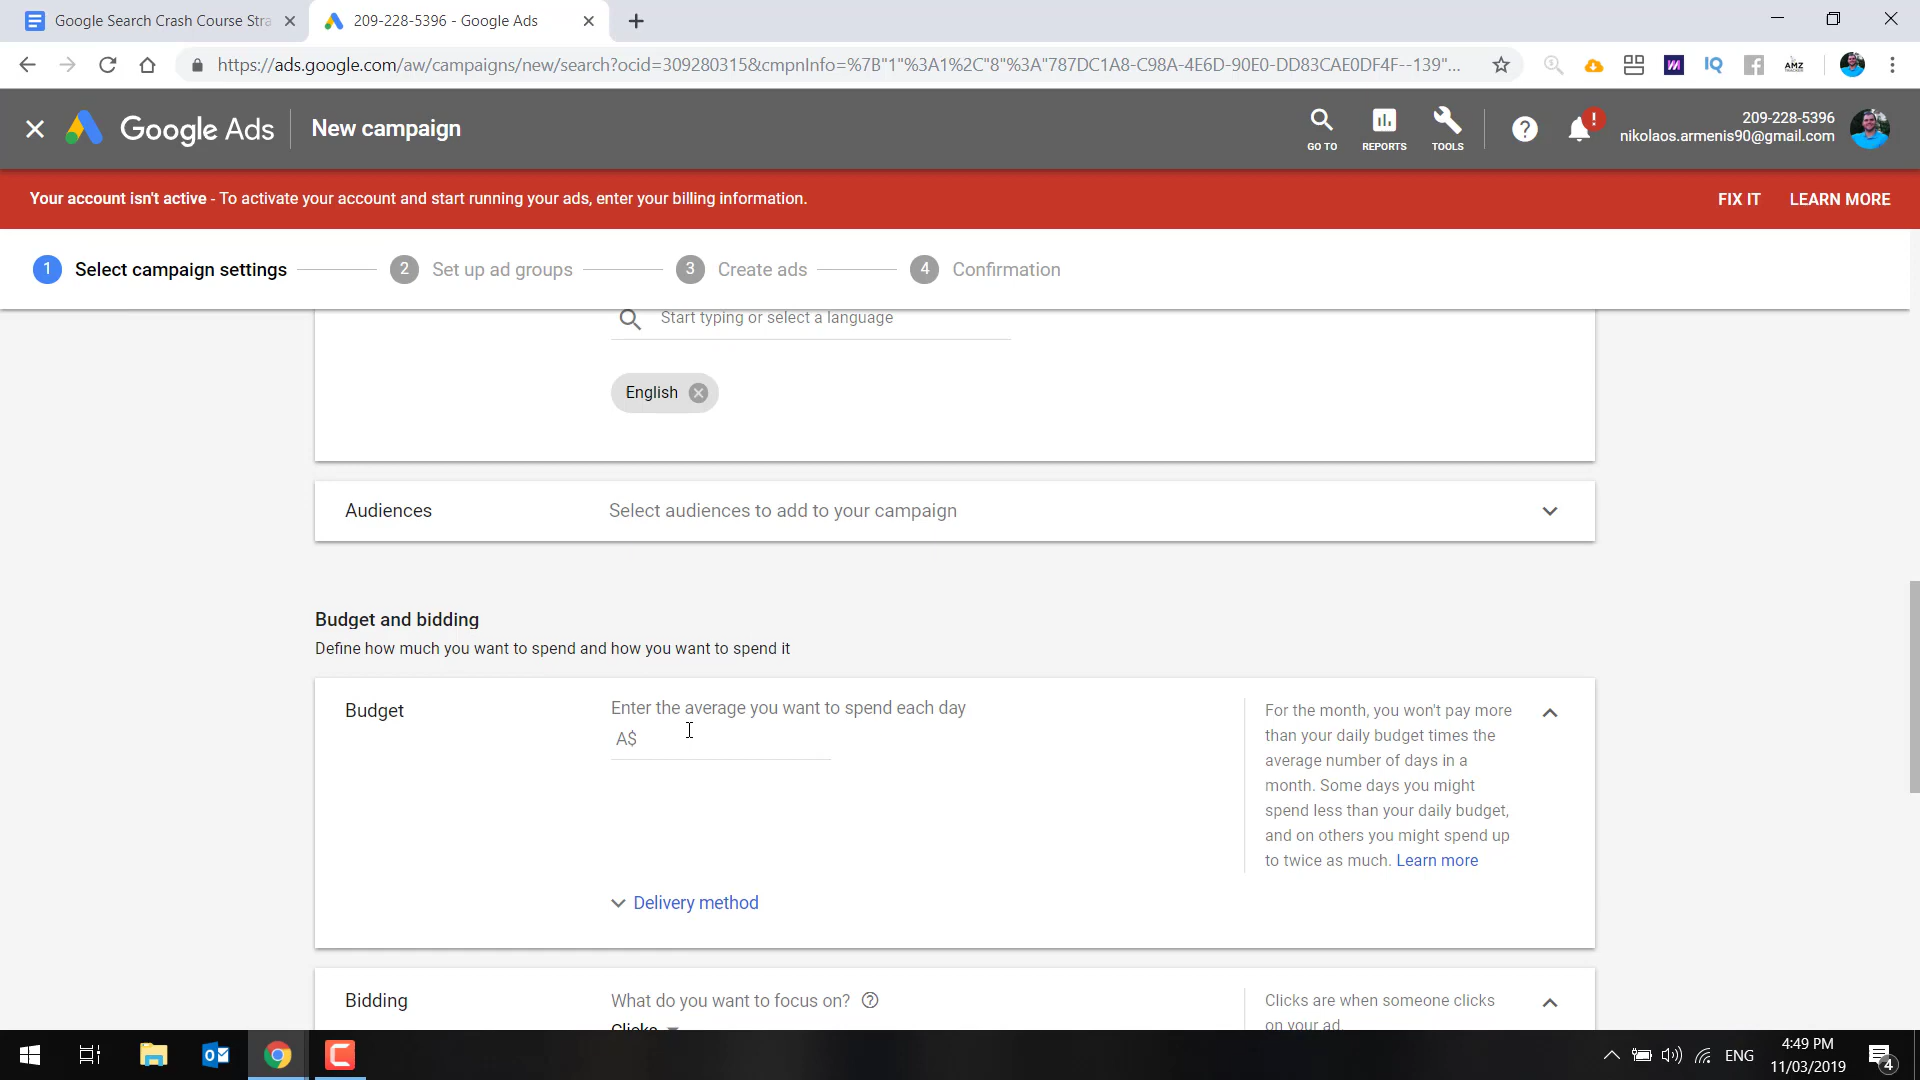 Google Search Crash Course Stra
209-228-5396 - Google Ads
https://ads.google.com/aw/campaigns/new/search?ocid=309280315&cmpnInfo=%7B"1"%3A1%2C"8"%3A"787DC1A8-C98A-4E6D-90E0-DD83CAE0DF4F--139"...
IQ
AMZ
Google Ads
New campaign
GO TO
REPORTS
TOOLS
!
209-228-5396
nikolaos.armenis90@gmail.com
Your account isn't active - To activate your account and start running your ads, enter your billing information.
FIX IT
LEARN MORE
1 Select campaign settings
2 Set up ad groups
3 Create ads
4 Confirmation
Start typing or select a language
English
Audiences
Select audiences to add to your campaign
Budget and bidding
Define how much you want to spend and how you want to spend it
Budget
Enter the average you want to spend each day
A$
For the month, you won't pay more
than your daily budget times the
average number of days in a
month. Some days you might
spend less than your daily budget,
and on others you might spend up
to twice as much. Learn more
Delivery method
Bidding
What do you want to focus on?
Clicks
Clicks are when someone clicks
on your ad.
ENG
4:49 PM
11/03/2019
4